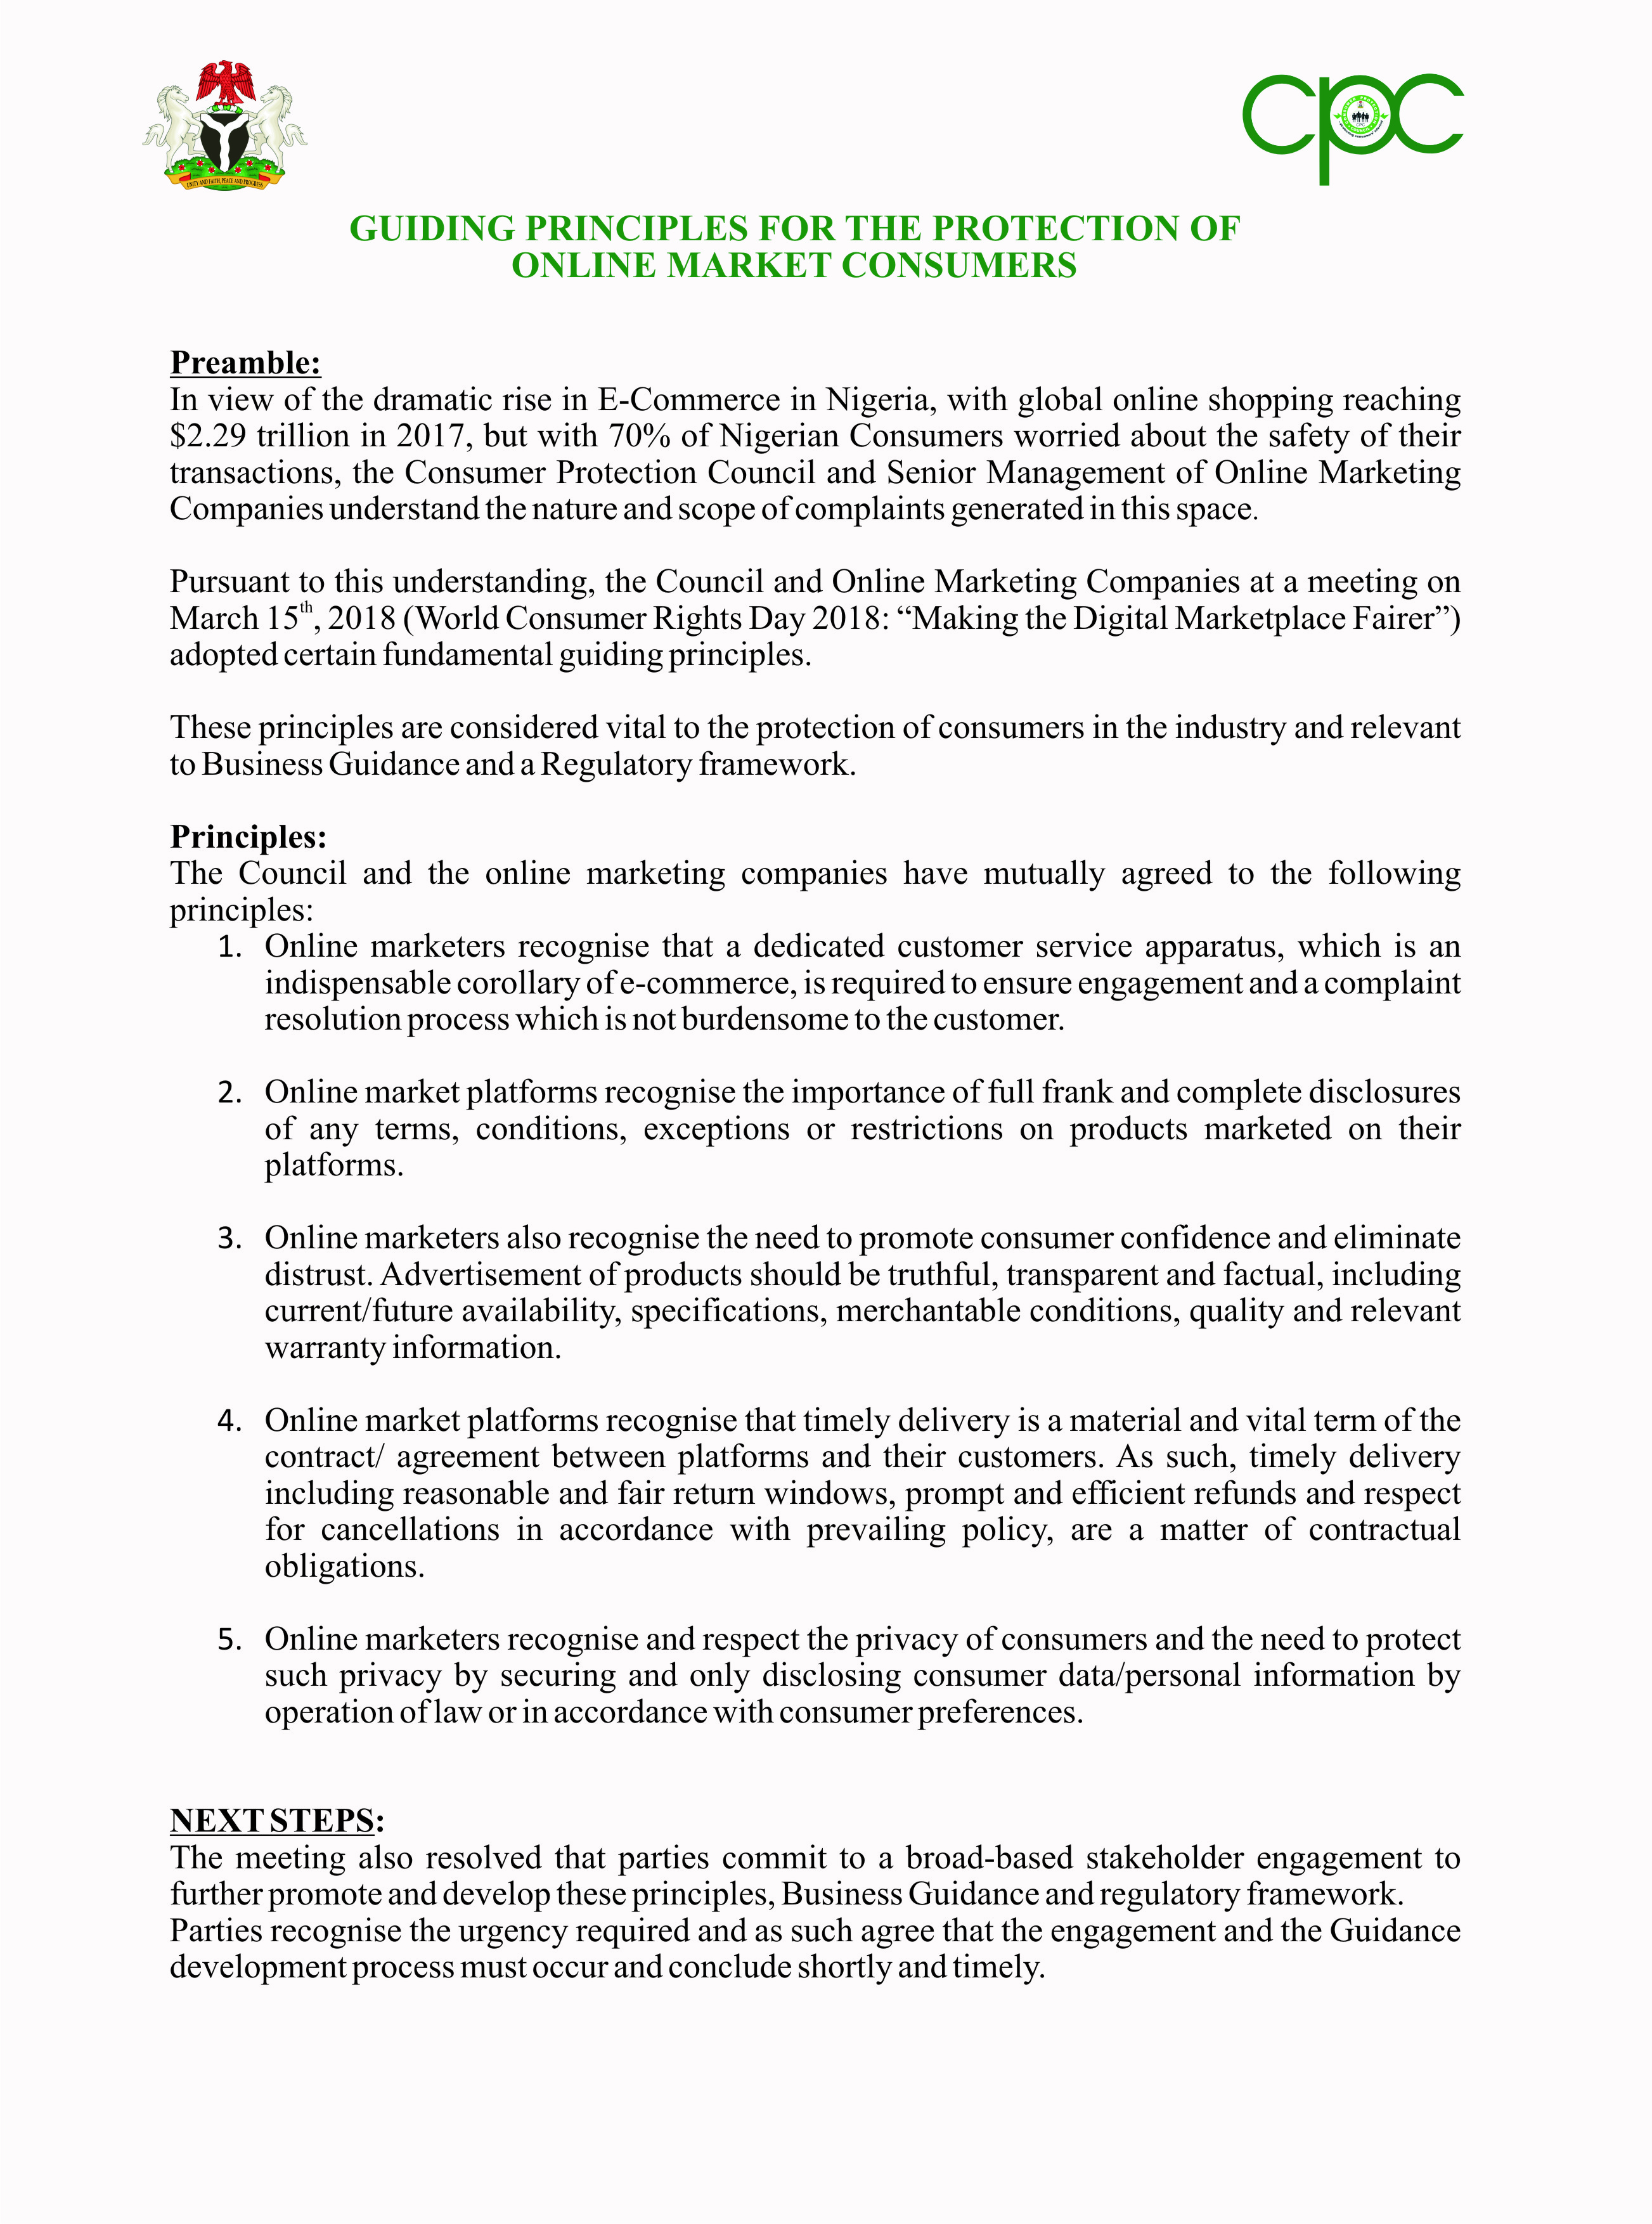 UNITY AND FAITH, PEACE AND PROGRESS
cpc
CPC
GUIDING PRINCIPLES FOR THE PROTECTION OF
ONLINE MARKET CONSUMERS
Preamble:
In view of the dramatic rise in E-Commerce in Nigeria, with global online shopping reaching
$2.29 trillion in 2017, but with 70% of Nigerian Consumers worried about the safety of their
transactions, the Consumer Protection Council and Senior Management of Online Marketing
Companies understand the nature and scope of complaints generated in this space.
Pursuant to this understanding, the Council and Online Marketing Companies at a meeting on
March 15th, 2018 (World Consumer Rights Day 2018: “Making the Digital Marketplace Fairer”)
adopted certain fundamental guiding principles.
These principles are considered vital to the protection of consumers in the industry and relevant
to Business Guidance and a Regulatory framework.
Principles:
The Council and the online marketing companies have mutually agreed to the following
principles:
1. Online marketers recognise that a dedicated customer service apparatus, which is an
indispensable corollary of e-commerce, is required to ensure engagement and a complaint
resolution process which is not burdensome to the customer.
2. Online market platforms recognise the importance of full frank and complete disclosures
of any terms, conditions, exceptions or restrictions on products marketed on their
platforms.
3. Online marketers also recognise the need to promote consumer confidence and eliminate
distrust. Advertisement of products should be truthful, transparent and factual, including
current/future availability, specifications, merchantable conditions, quality and relevant
warranty information.
4. Online market platforms recognise that timely delivery is a material and vital term of the
contract/ agreement between platforms and their customers. As such, timely delivery
including reasonable and fair return windows, prompt and efficient refunds and respect
for cancellations in accordance with prevailing policy, are a matter of contractual
obligations.
5. Online marketers recognise and respect the privacy of consumers and the need to protect
such privacy by securing and only disclosing consumer data/personal information by
operation of law or in accordance with consumer preferences.
NEXT STEPS:
The meeting also resolved that parties commit to a broad-based stakeholder engagement to
further promote and develop these principles, Business Guidance and regulatory framework.
Parties recognise the urgency required and as such agree that the engagement and the Guidance
development process must occur and conclude shortly and timely.